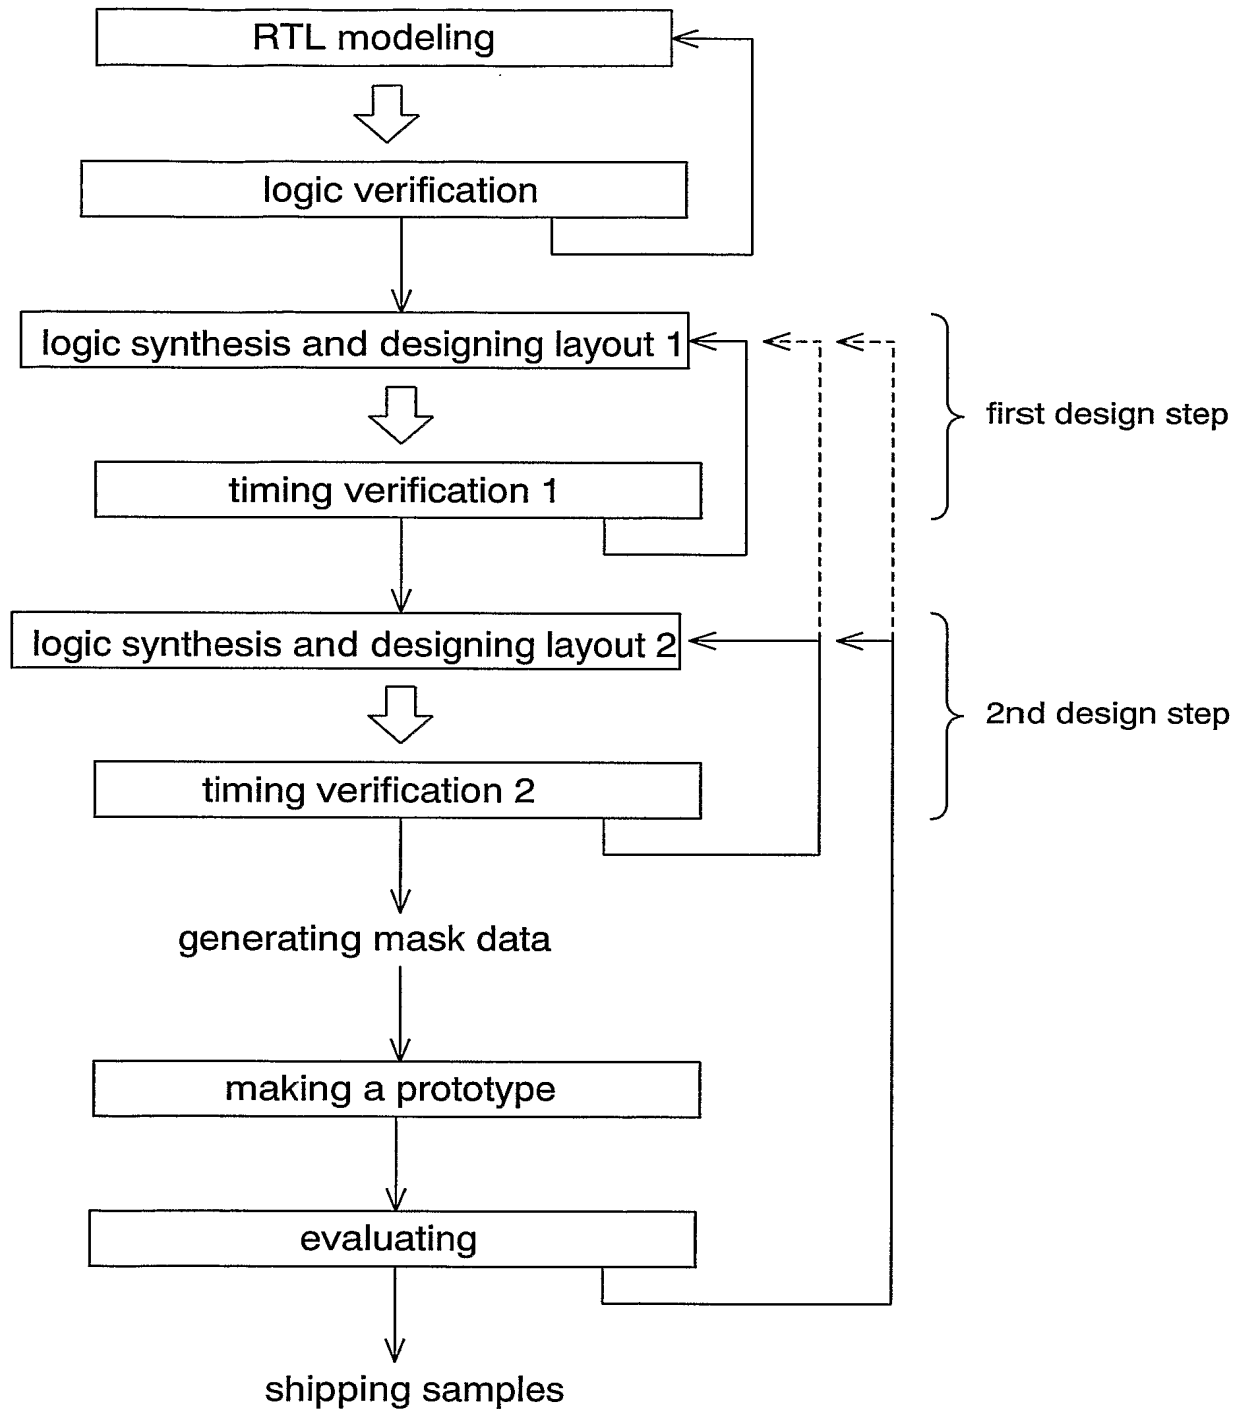 RTL modeling
logic verification
logic synthesis and designing layout 1
first design step
timing verification 1
logic synthesis and designing layout 2
2nd design step
timing verification 2
generating mask data
making a prototype
evaluating
shipping samples